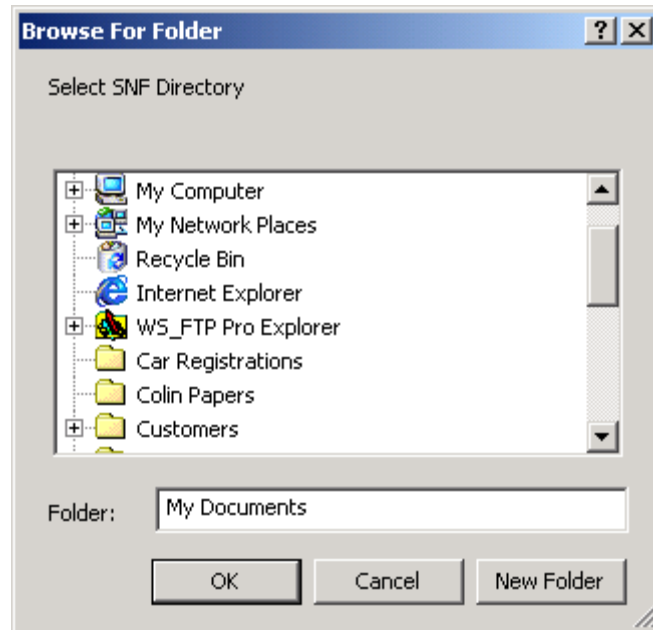 Browse For Folder
Select SNF Directory
My Computer
My Network Places
Recycle Bin
Internet Explorer
WS_FTP Pro Explorer
Car Registrations
Colin Papers
Customers
Folder: My Documents
OK Cancel New Folder